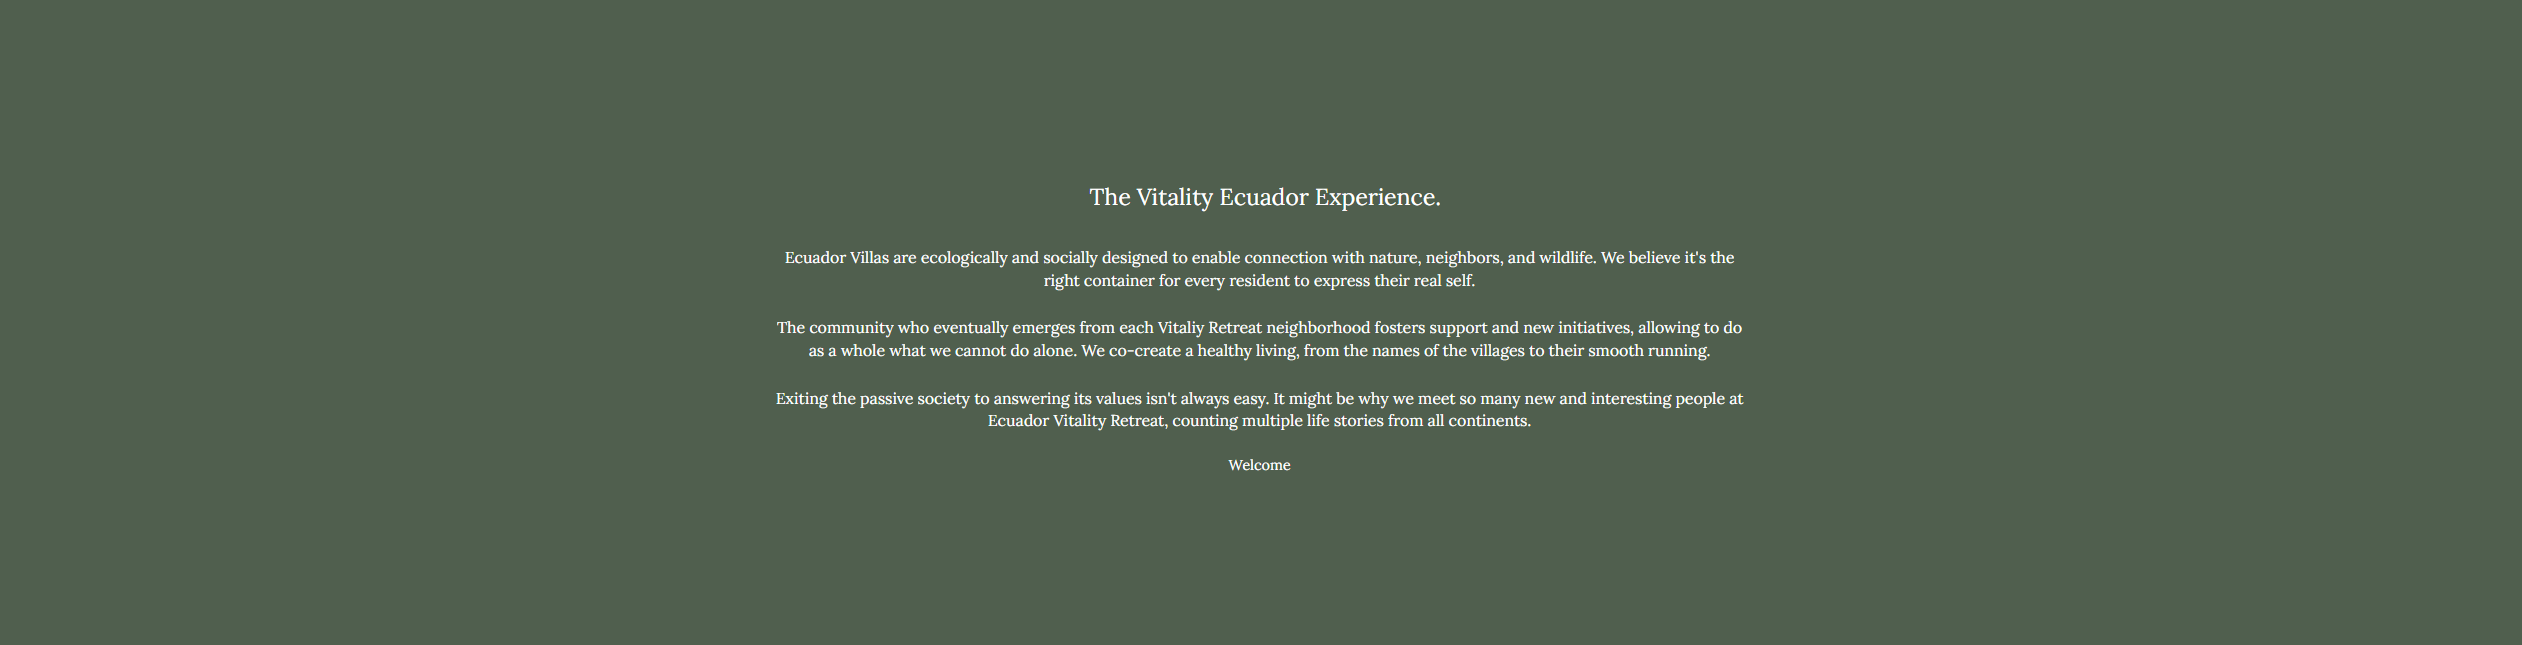 The Vitality Ecuador Experience.
Ecuador Villas are ecologically and socially designed to enable connection with nature, neighbors, and wildlife. We believe it's the
right container for every resident to express their real self.
The community who eventually emerges from each Vitaliy Retreat neighborhood fosters support and new initiatives, allowing to do
as a whole what we cannot do alone. We co-create a healthy living, from the names of the villages to their smooth running.
Exiting the passive society to answering its values isn't always easy. It might be why we meet so many new and interesting people at
Ecuador Vitality Retreat, counting multiple life stories from all continents.
Welcome